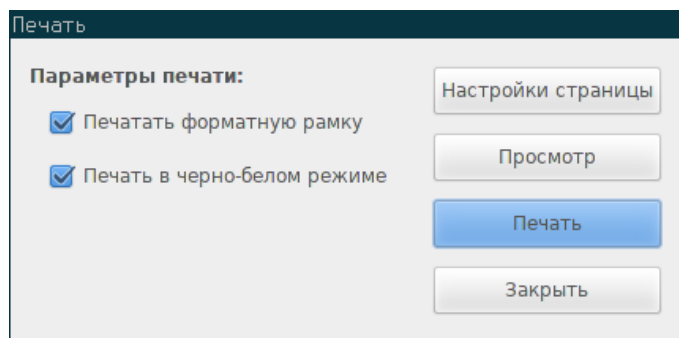 Печать
Параметры печати:
Печатать форматную рамку
Печать в черно-белом режиме
Настройки страницы
Просмотр
Печать
Закрыть